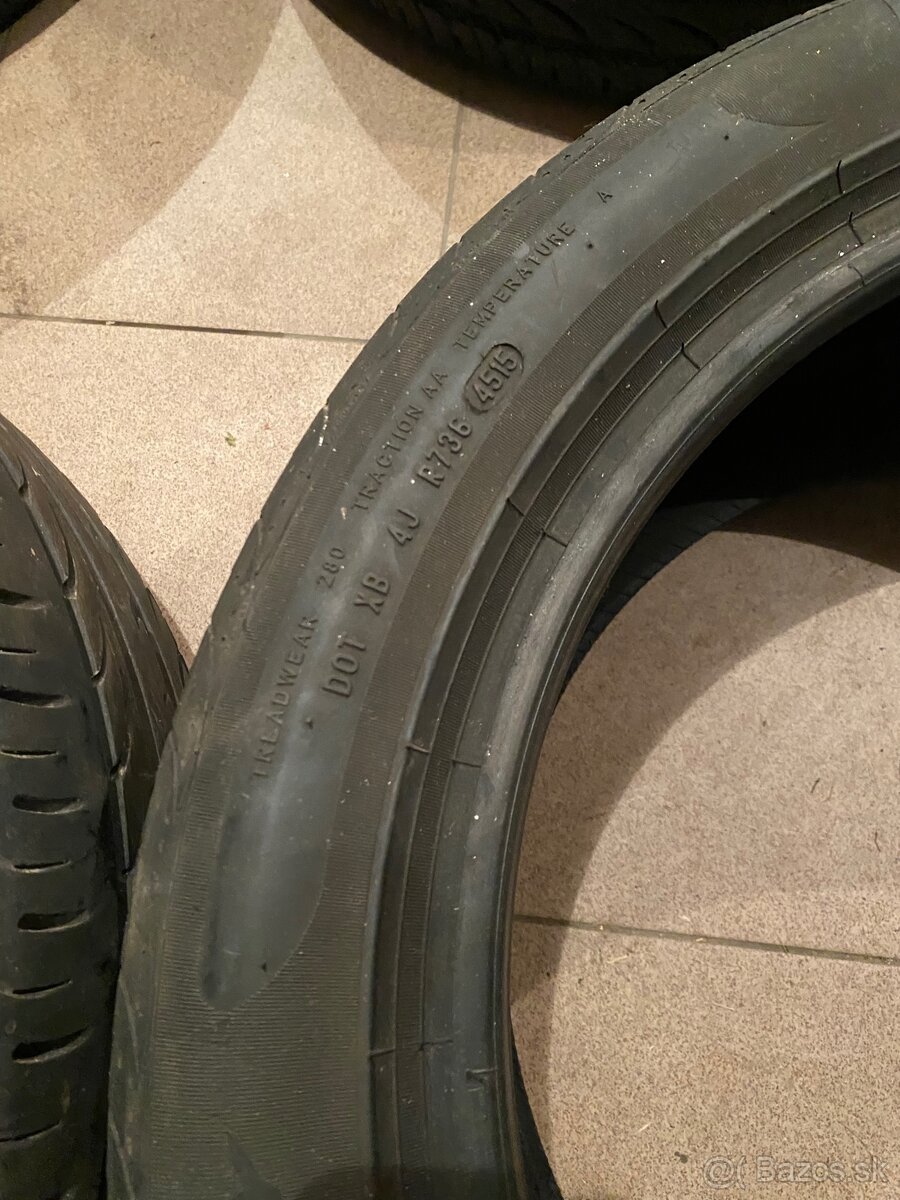 TREADWEAR 280 TRACTION AA TEMPERATURE A
DOT XB 4J R736 4515
Bazos.sk